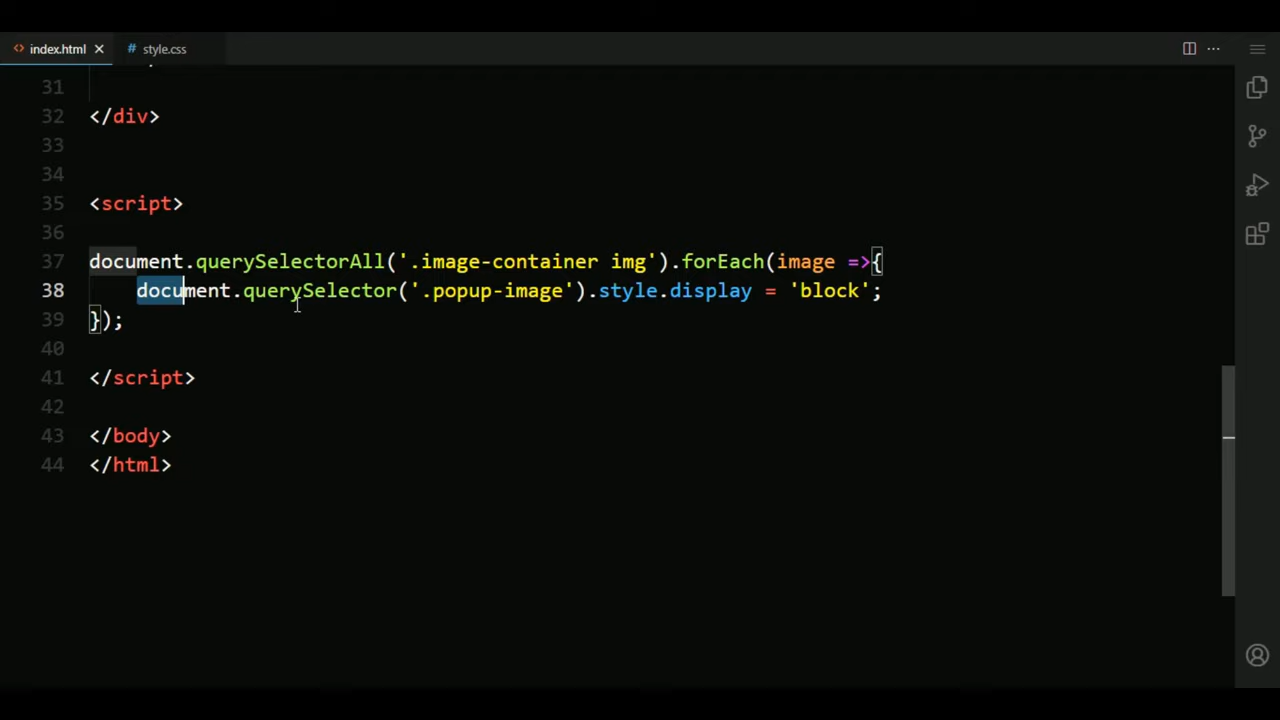 index.html
style.css
31
32 </div>
33
34
35 <script>
36
37 document.querySelectorAll('.image-container img').forEach(image =>{
38 document.querySelector('.popup-image').style.display = 'block';
39 });
40
41 </script>
42
43 </body>
44 </html>